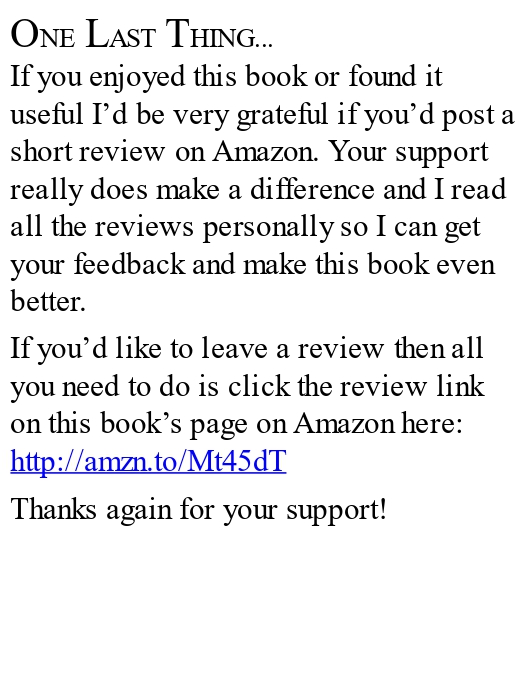 One Last Thing...
If you enjoyed this book or found it
useful I’d be very grateful if you’d post a
short review on Amazon. Your support
really does make a difference and I read
all the reviews personally so I can get
your feedback and make this book even
better.
If you’d like to leave a review then all
you need to do is click the review link
on this book’s page on Amazon here:
http://amzn.to/Mt45dT
Thanks again for your support!